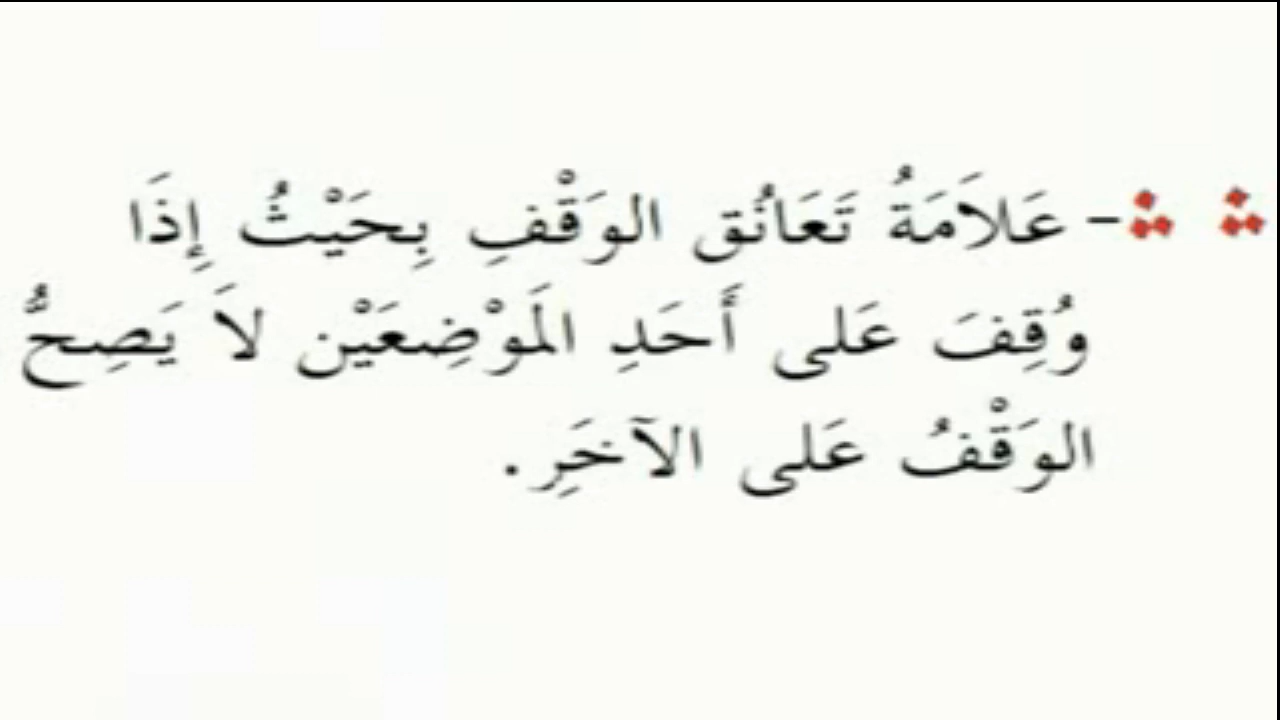 ۛ ۛ - عَلَامَةُ تَعَانُق الوَقْفِ بِحَيْثُ إِذَا
وُقِفَ عَلى أَحَدِ المَوْضِعَيْن لاَ يَصِحُّ
الوَقْفُ عَلى الآخَرِ.